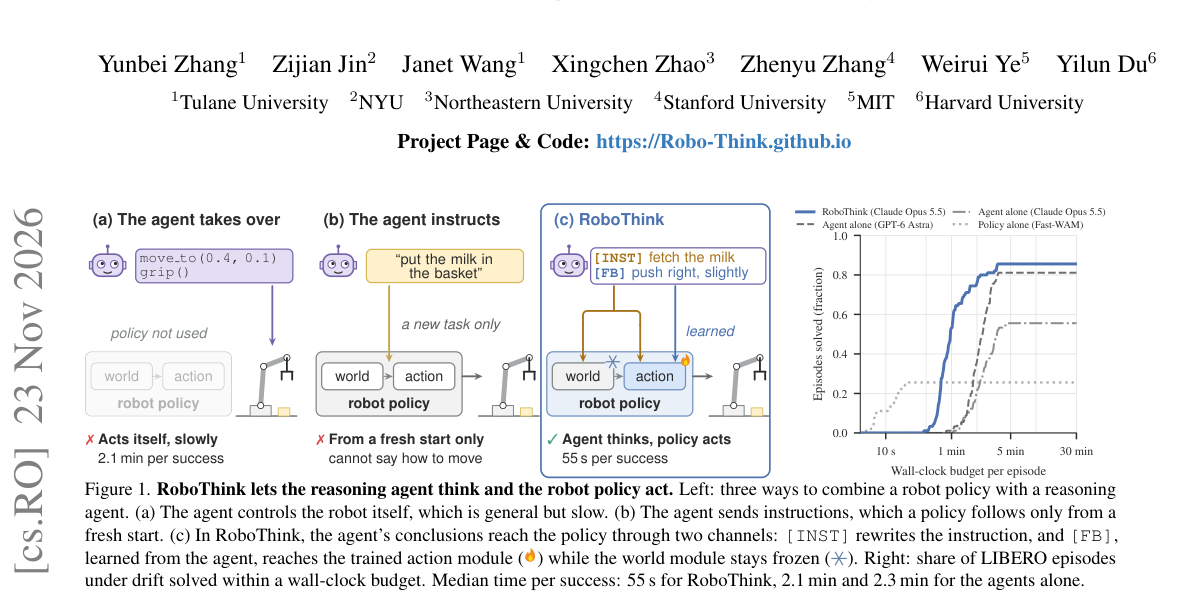 Yunbei Zhang1 Zijian Jin2 Janet Wang1 Xingchen Zhao3 Zhenyu Zhang4 Weirui Ye5 Yilun Du6
1Tulane University 2NYU 3Northeastern University 4Stanford University 5MIT 6Harvard University
Project Page & Code: https://Robo-Think.github.io
[cs.RO] 23 Nov 2026
(a) The agent takes over
move_to(0.4, 0.1)
grip()
policy not used
world
action
robot policy
✗ Acts itself, slowly
2.1 min per success
(b) The agent instructs
“put the milk in
the basket”
a new task only
world
action
robot policy
✗ From a fresh start only
cannot say how to move
(c) RoboThink
[INST] fetch the milk
[FB] push right, slightly
learned
world
action
robot policy
✓ Agent thinks, policy acts
55 s per success
RoboThink (Claude Opus 5.5)
Agent alone (GPT-6 Astra)
Agent alone (Claude Opus 5.5)
Policy alone (Fast-WAM)
Episodes solved (fraction)
1.0
0.8
0.6
0.4
0.2
0.0
10 s
1 min
5 min
30 min
Wall-clock budget per episode
Figure 1. RoboThink lets the reasoning agent think and the robot policy act. Left: three ways to combine a robot policy with a reasoning
agent. (a) The agent controls the robot itself, which is general but slow. (b) The agent sends instructions, which a policy follows only from a
fresh start. (c) In RoboThink, the agent’s conclusions reach the policy through two channels: [INST] rewrites the instruction, and [FB],
learned from the agent, reaches the trained action module (🔥) while the world module stays frozen (❄). Right: share of LIBERO episodes
under drift solved within a wall-clock budget. Median time per success: 55 s for RoboThink, 2.1 min and 2.3 min for the agents alone.